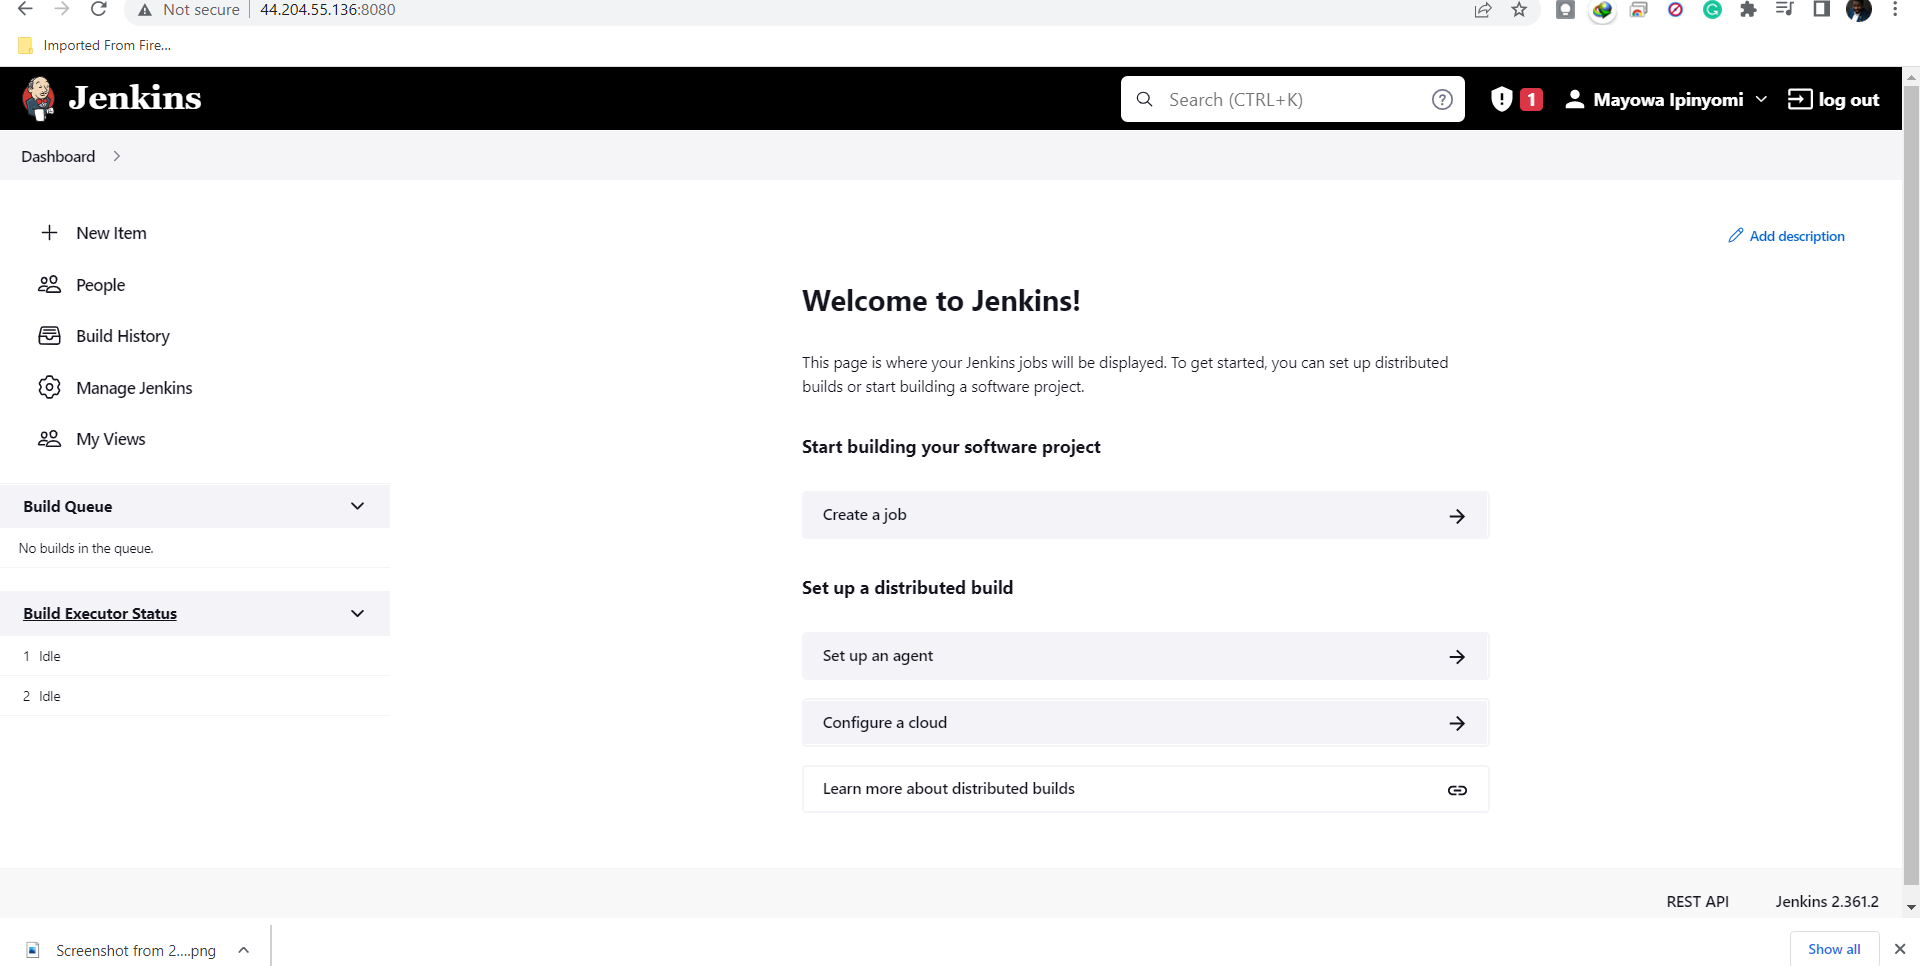 Not secure 44.204.55.136:8080
Imported From Fire...
Jenkins
Search (CTRL+K)
1
Mayowa Ipinyomi
log out
Dashboard
New Item
People
Build History
Manage Jenkins
My Views
Build Queue
No builds in the queue.
Build Executor Status
1 Idle
2 Idle
Add description
Welcome to Jenkins!
This page is where your Jenkins jobs will be displayed. To get started, you can set up distributed
builds or start building a software project.
Start building your software project
Create a job
Set up a distributed build
Set up an agent
Configure a cloud
Learn more about distributed builds
REST API
Jenkins 2.361.2
Screenshot from 2....png
Show all